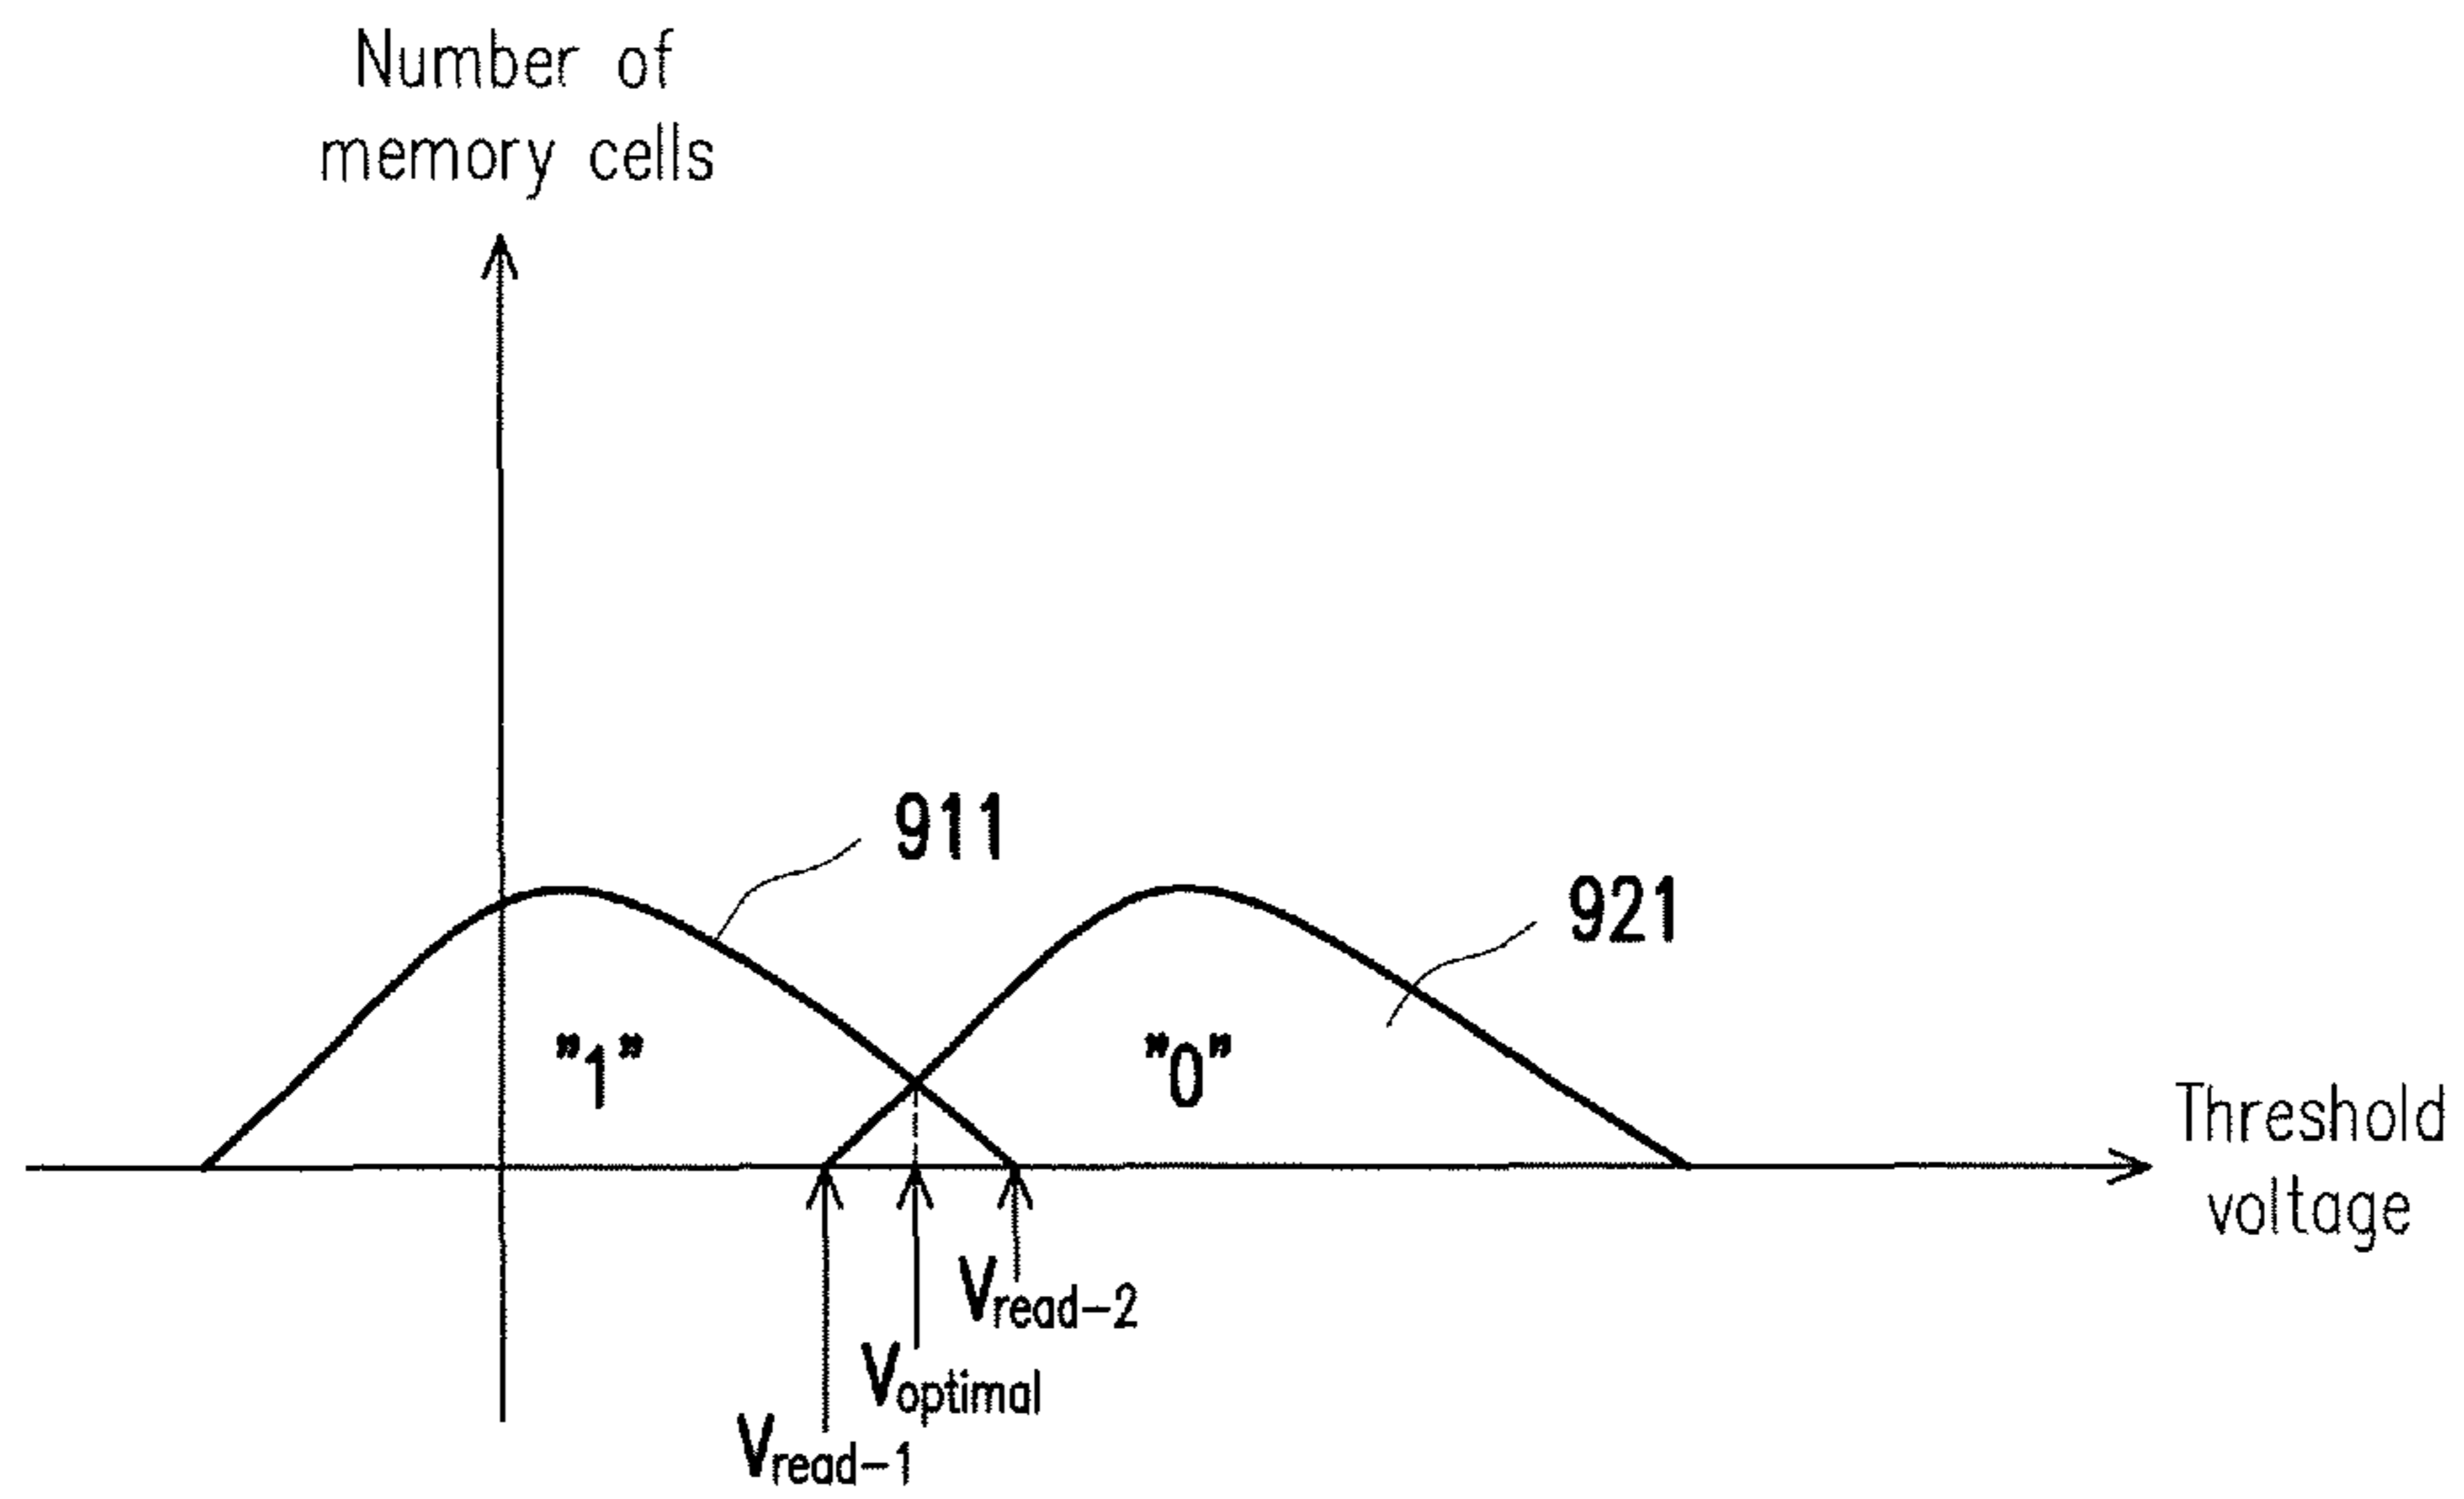 Number of
memory cells
911
921
"1"
"0"
Threshold
voltage
Vread-2
Voptimal
Vread-1